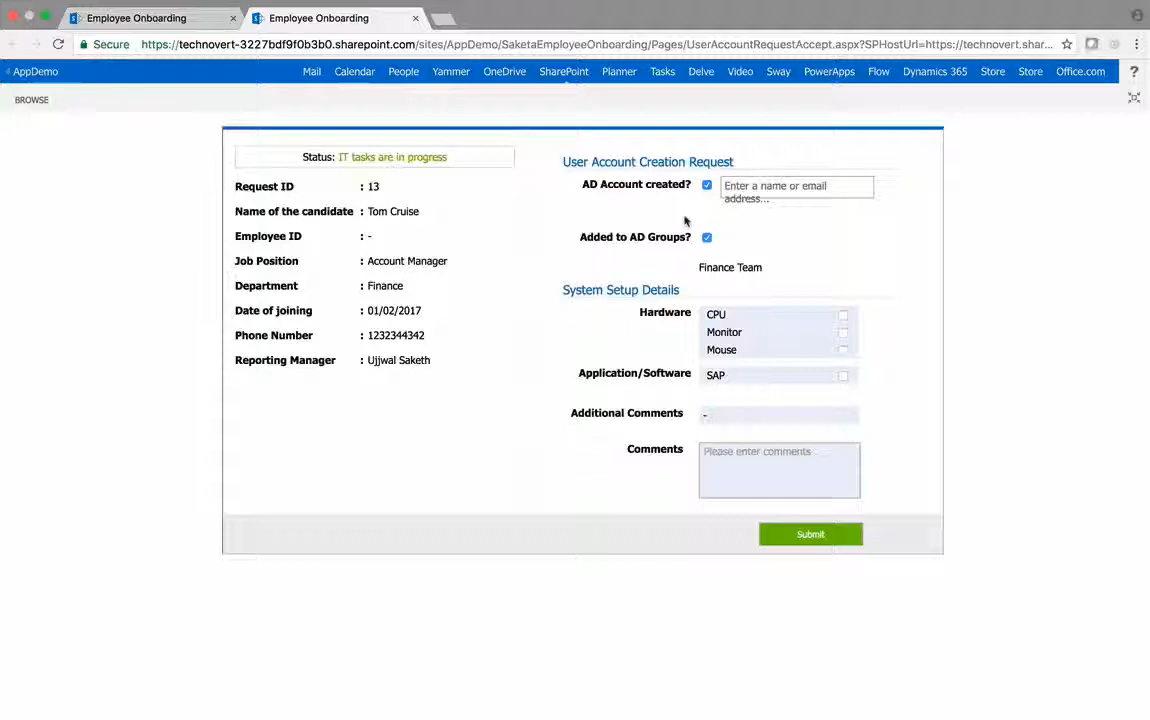 Employee Onboarding
Employee Onboarding
Secure https://technovert-3227bdf9f0b3b0.sharepoint.com/sites/AppDemo/SaketaEmployeeOnboarding/Pages/UserAccountRequestAccept.aspx?SPHostUrl=https://technovert.shar...
AppDemo Mail Calendar People Yammer OneDrive SharePoint Planner Tasks Delve Video Sway PowerApps Flow Dynamics 365 Store Store Office.com ?
BROWSE
Status: IT tasks are in progress
Request ID : 13
Name of the candidate : Tom Cruise
Employee ID : -
Job Position : Account Manager
Department : Finance
Date of joining : 01/02/2017
Phone Number : 1232344342
Reporting Manager : Ujjwal Saketh
User Account Creation Request
AD Account created? Enter a name or email
address...
Added to AD Groups?
Finance Team
System Setup Details
Hardware CPU
Monitor
Mouse
Application/Software SAP
Additional Comments -
Comments Please enter comments
Submit